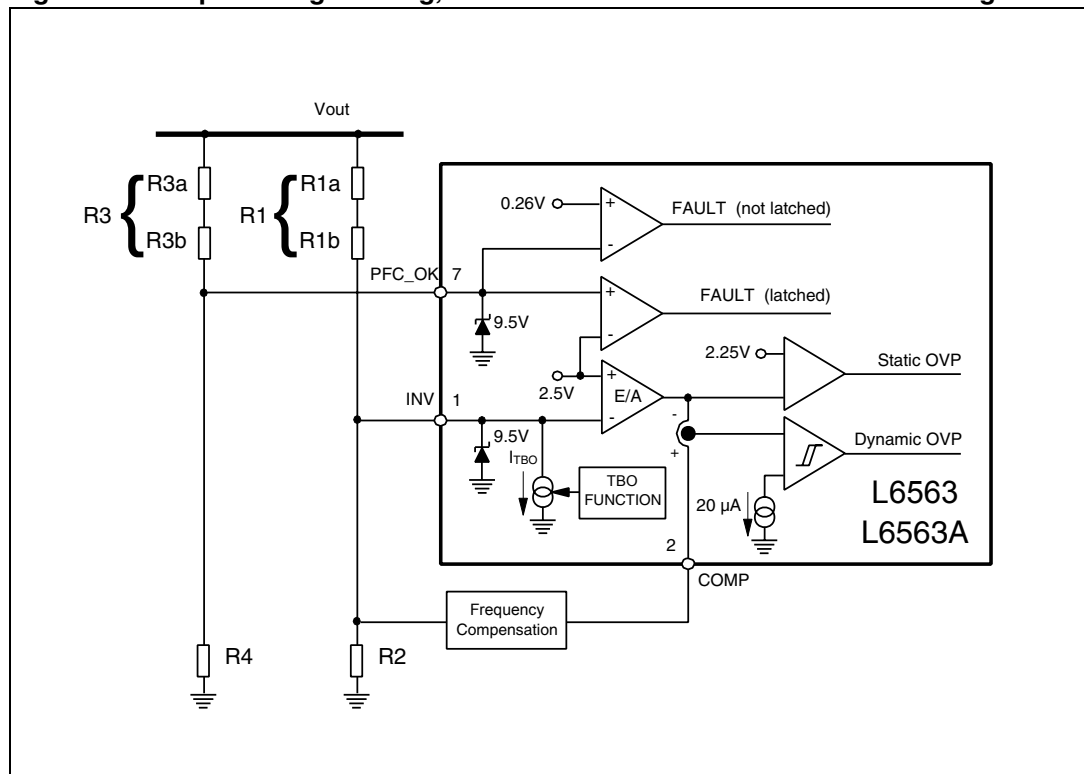 Vout
R3a
R1a
R3
R1
R3b
R1b
0.26V
+
FAULT (not latched)
-
PFC_OK
7
+
FAULT (latched)
9.5V
-
2.25V
Static OVP
2.5V
+
E/A
INV
1
-
-
9.5V
ITBO
+
Dynamic OVP
TBO
FUNCTION
20 µA
L6563
L6563A
2
COMP
Frequency
Compensation
R4
R2